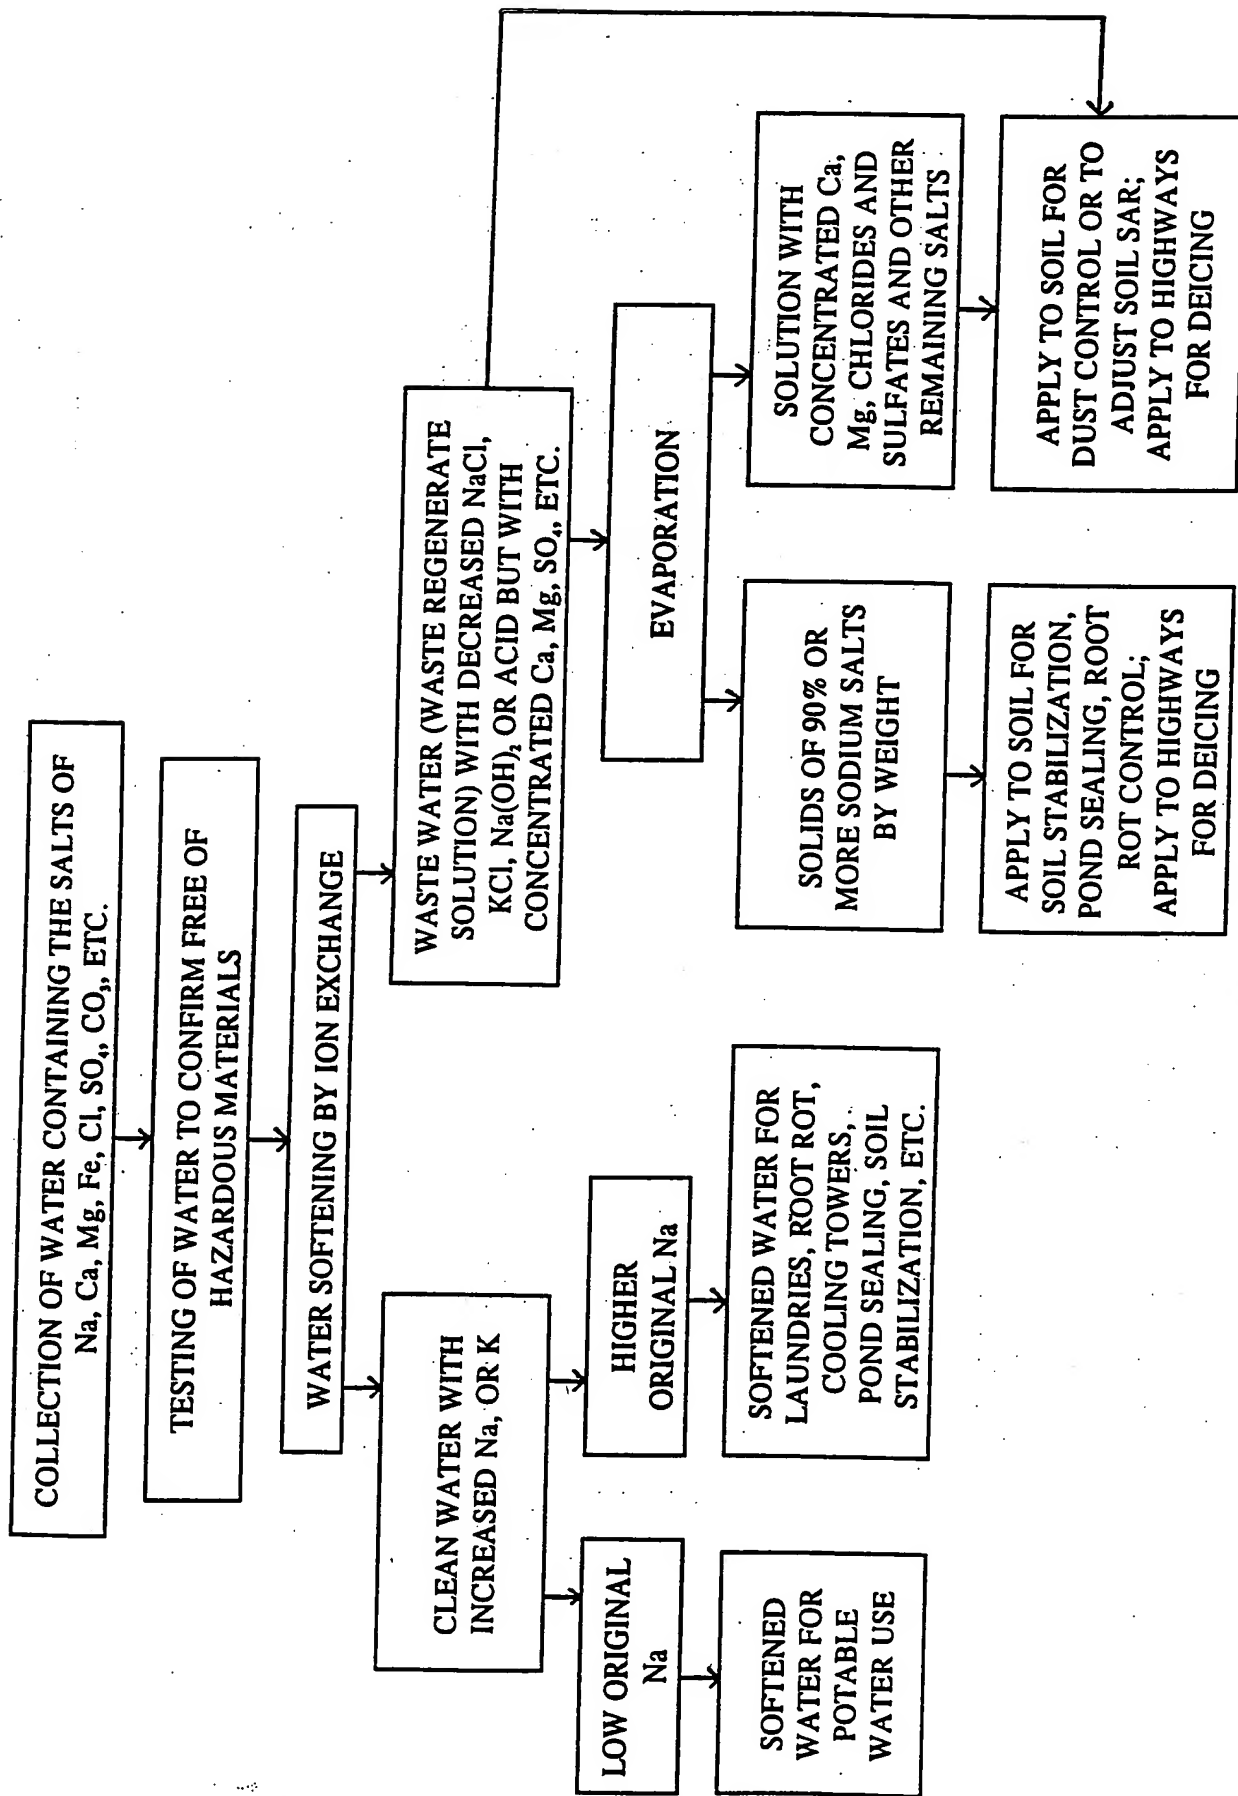 COLLECTION OF WATER CONTAINING THE SALTS OF
Na, Ca, Mg, Fe, Cl, SO₄, CO₃, ETC.
TESTING OF WATER TO CONFIRM FREE OF
HAZARDOUS MATERIALS
WATER SOFTENING BY ION EXCHANGE
CLEAN WATER WITH
INCREASED Na, OR K
WASTE WATER (WASTE REGENERATE
SOLUTION) WITH DECREASED NaCl,
KCl, Na(OH)₂ OR ACID BUT WITH
CONCENTRATED Ca, Mg, SO₄, ETC.
LOW ORIGINAL
Na
HIGHER
ORIGINAL Na
EVAPORATION
SOFTENED
WATER FOR
POTABLE
WATER USE
SOFTENED WATER FOR
LAUNDRIES, ROOT ROT,
COOLING TOWERS,
POND SEALING, SOIL
STABILIZATION, ETC.
SOLIDS OF 90% OR
MORE SODIUM SALTS
BY WEIGHT
SOLUTION WITH
CONCENTRATED Ca,
Mg, CHLORIDES AND
SULFATES AND OTHER
REMAINING SALTS
APPLY TO SOIL FOR
SOIL STABILIZATION,
POND SEALING, ROOT
ROT CONTROL;
APPLY TO HIGHWAYS
FOR DEICING
APPLY TO SOIL FOR
DUST CONTROL OR TO
ADJUST SOIL SAR;
APPLY TO HIGHWAYS
FOR DEICING